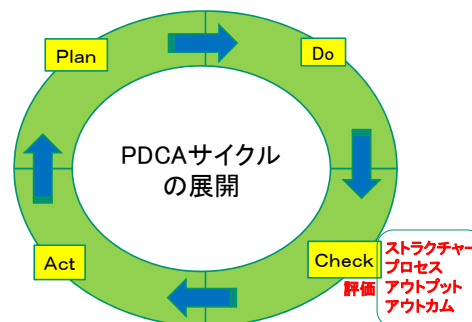 Plan
Do
PDCAサイクル
の展開
Act
Check
評価
ストラクチャー
プロセス
アウトプット
アウトカム